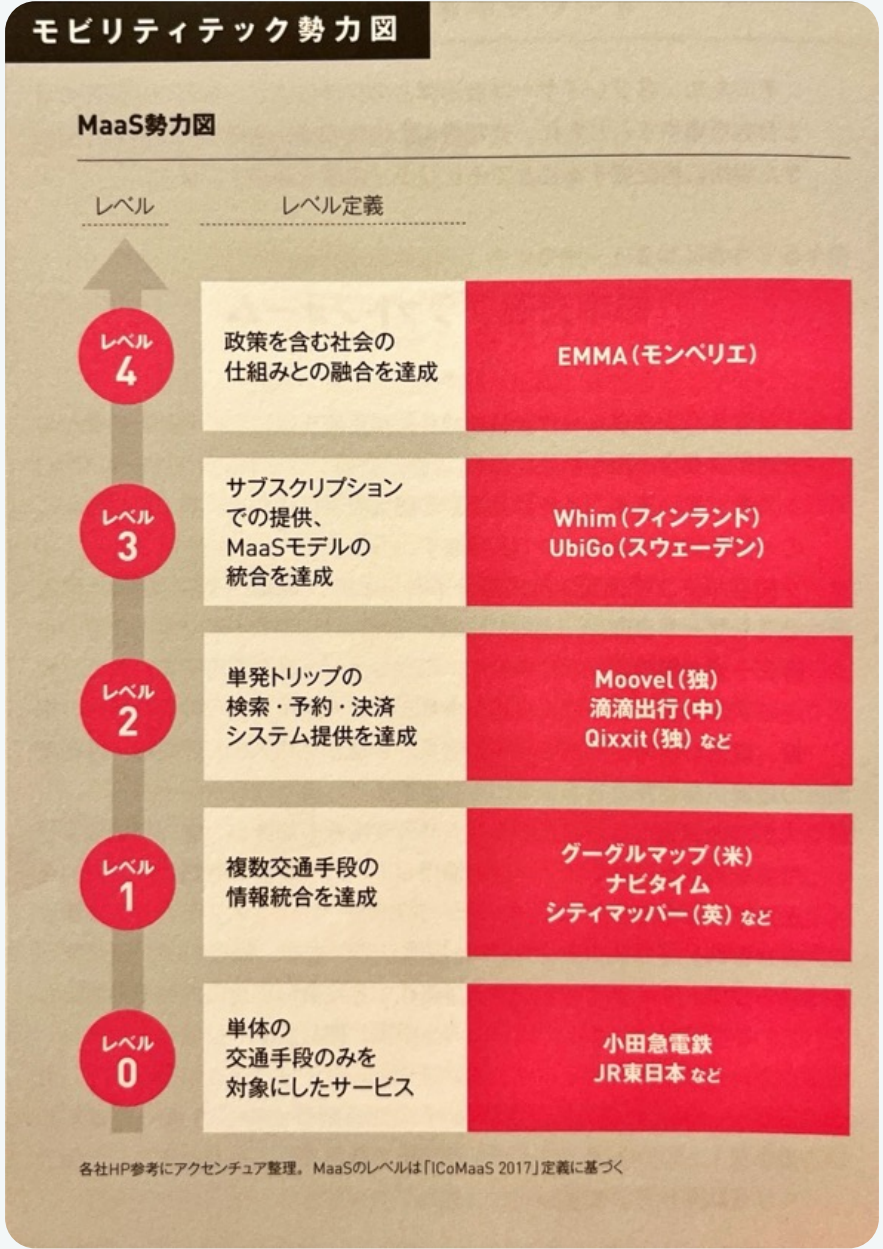 モビリティテック勢力図
MaaS勢力図
レベル
レベル定義
レベル
4
政策を含む社会の
仕組みとの融合を達成
EMMA(モンペリエ)
レベル
3
サブスクリプション
での提供、
MaaSモデルの
統合を達成
Whim(フィンランド)
UbiGo(スウェーデン)
レベル
2
単発トリップの
検索・予約・決済
システム提供を達成
Moovel(独)
滴滴出行(中)
Qixxit(独) など
レベル
1
複数交通手段の
情報統合を達成
グーグルマップ(米)
ナビタイム
シティマッパー(英) など
レベル
0
単体の
交通手段のみを
対象にしたサービス
小田急電鉄
JR東日本 など
各社HP参考にアクセンチュア整理。MaaSのレベルは「ICoMaaS 2017」定義に基づく